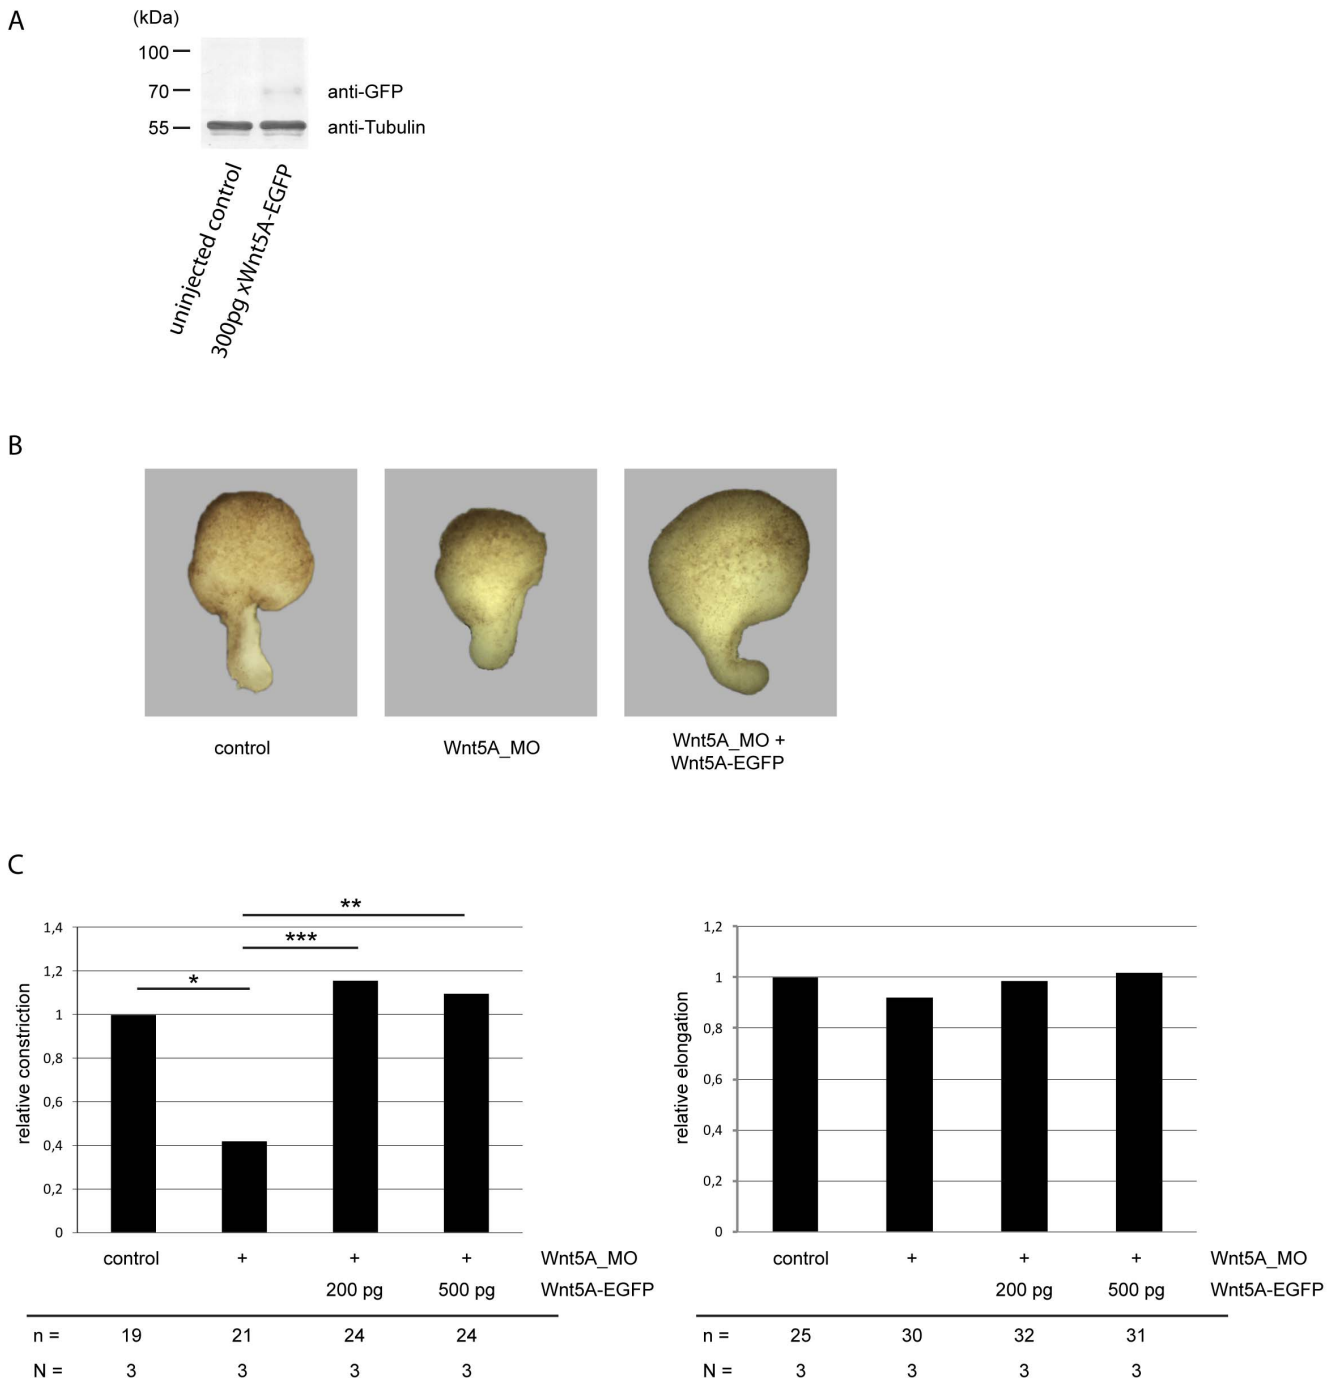 A
(kDa)
100
70
55
anti-GFP
anti-Tubulin
uninjected control
300pg xWnt5A-EGFP
B
control
Wnt5A_MO
Wnt5A_MO +
Wnt5A-EGFP
C
relative constriction
1,4
1,2
1
0,8
0,6
0,4
0,2
0
*
***
**
control + + + Wnt5A_MO
200 pg 500 pg Wnt5A-EGFP
n = 19 21 24 24
N = 3 3 3 3
relative elongation
1,2
1
0,8
0,6
0,4
0,2
0
control + + + Wnt5A_MO
200 pg 500 pg Wnt5A-EGFP
n = 25 30 32 31
N = 3 3 3 3